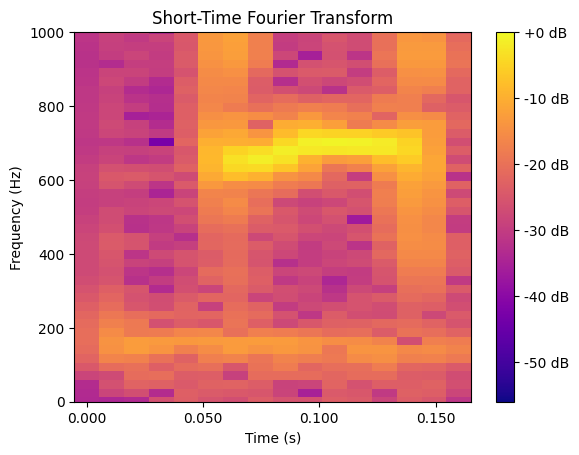 Short-Time Fourier Transform
Frequency (Hz)
1000
800
600
400
200
0
0.000
0.050
0.100
0.150
Time (s)
+0 dB
-10 dB
-20 dB
-30 dB
-40 dB
-50 dB